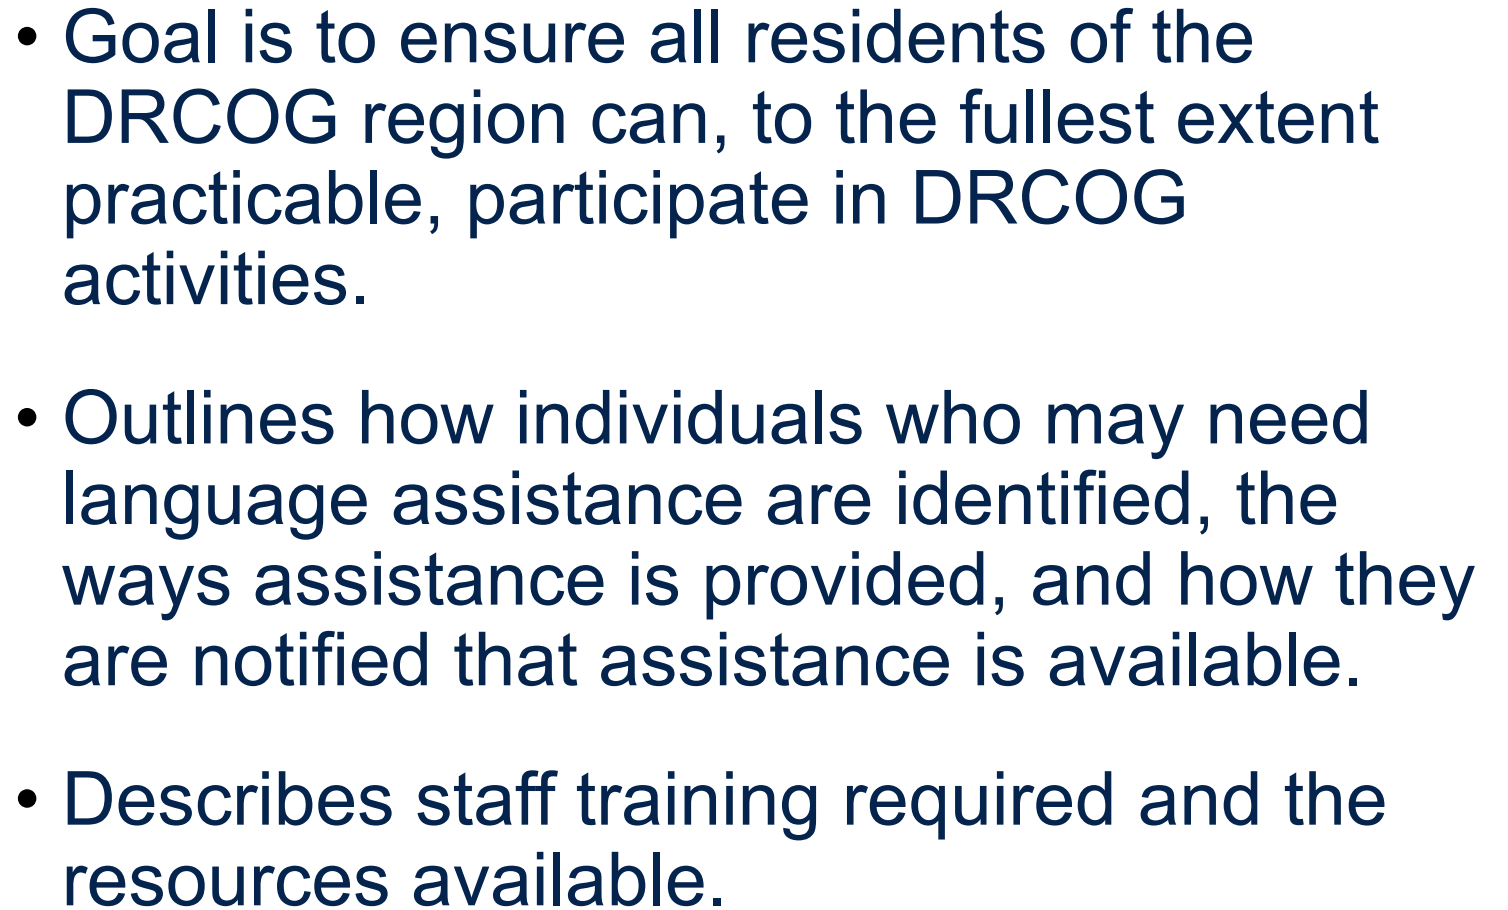 • Goal is to ensure all residents of the
DRCOG region can, to the fullest extent
practicable, participate in DRCOG
activities.
• Outlines how individuals who may need
language assistance are identified, the
ways assistance is provided, and how they
are notified that assistance is available.
• Describes staff training required and the
resources available.